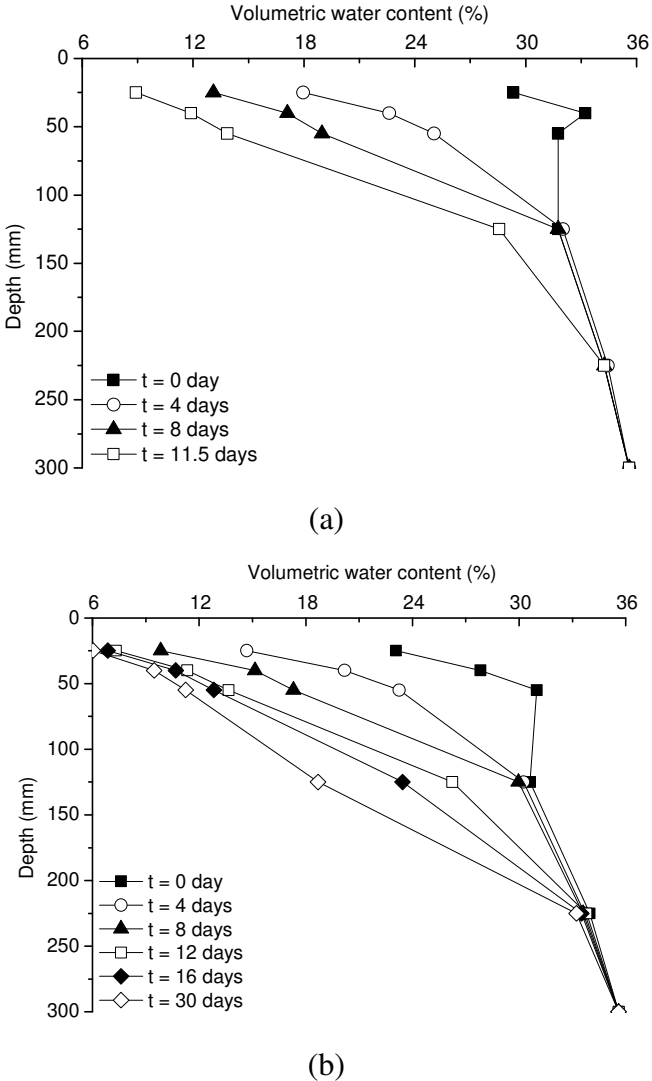 Volumetric water content (%)
6 12 18 24 30 36
0
50
100
150
200
250
300
Depth (mm)
t = 0 day
t = 4 days
t = 8 days
t = 11.5 days
(a)
Volumetric water content (%)
6 12 18 24 30 36
0
50
100
150
200
250
300
Depth (mm)
t = 0 day
t = 4 days
t = 8 days
t = 12 days
t = 16 days
t = 30 days
(b)